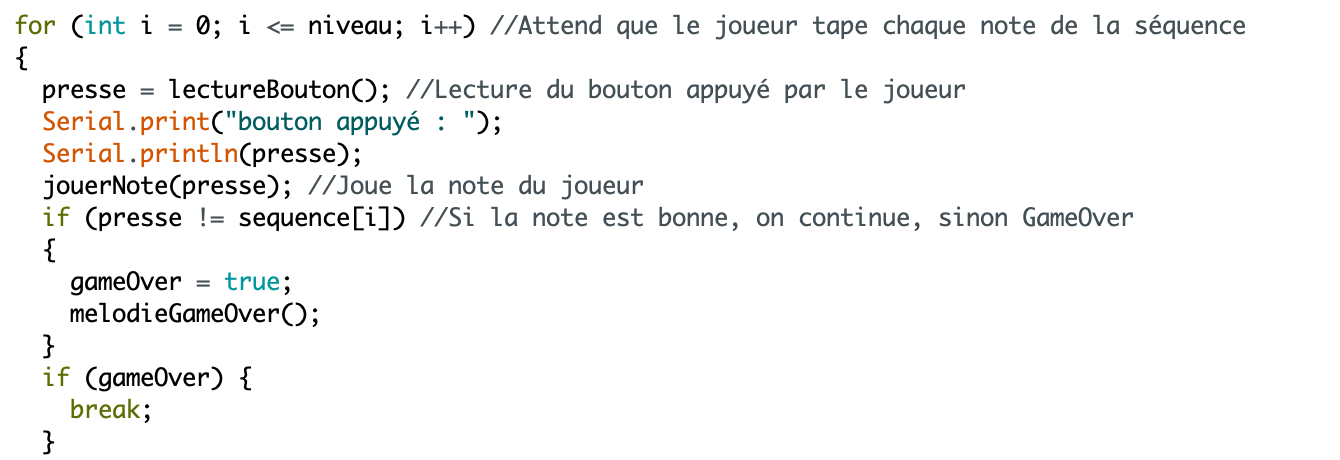 for (int i = 0; i <= niveau; i++) //Attend que le joueur tape chaque note de la séquence
{
  presse = lectureBouton(); //Lecture du bouton appuyé par le joueur
  Serial.print("bouton appuyé : ");
  Serial.println(presse);
  jouerNote(presse); //Joue la note du joueur
  if (presse != sequence[i]) //Si la note est bonne, on continue, sinon GameOver
  {
    gameOver = true;
    melodieGameOver();
  }
  if (gameOver) {
    break;
  }